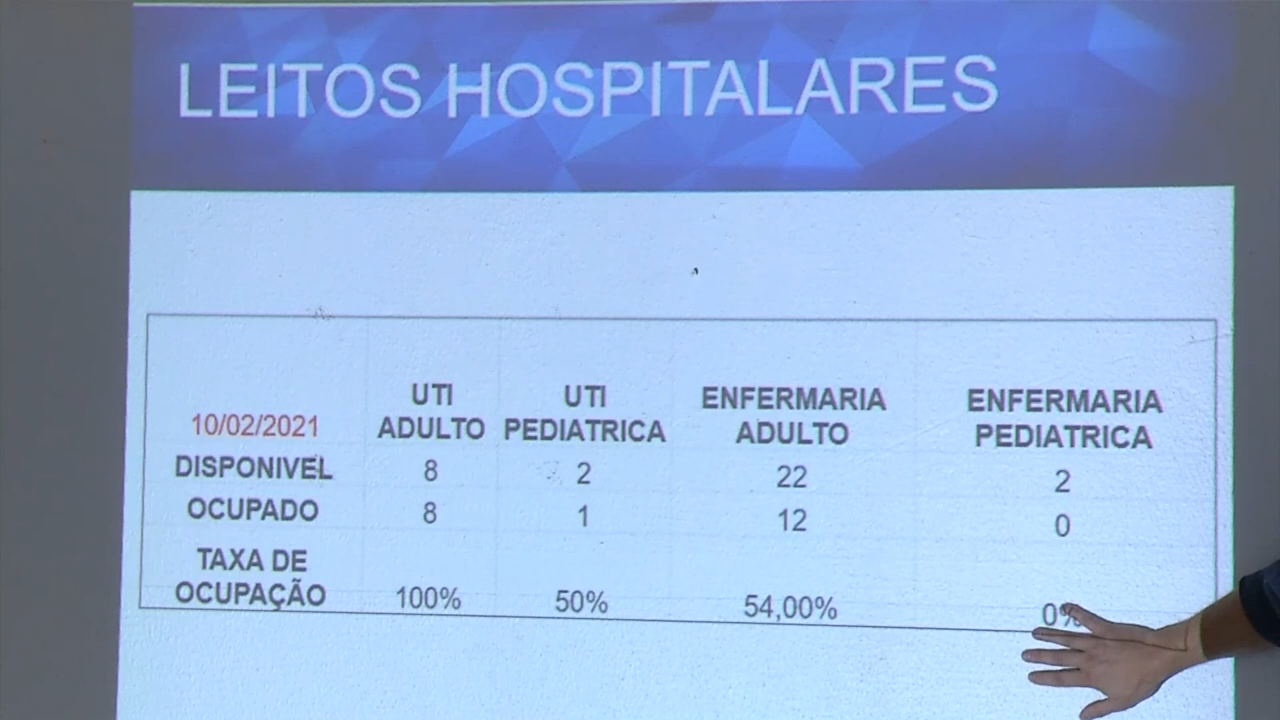 LEITOS HOSPITALARES
10/02/2021 UTI ADULTO UTI PEDIATRICA ENFERMARIA ADULTO ENFERMARIA PEDIATRICA
DISPONIVEL 8 2 22 2
OCUPADO 8 1 12 0
TAXA DE OCUPAÇÃO 100% 50% 54,00% 0%